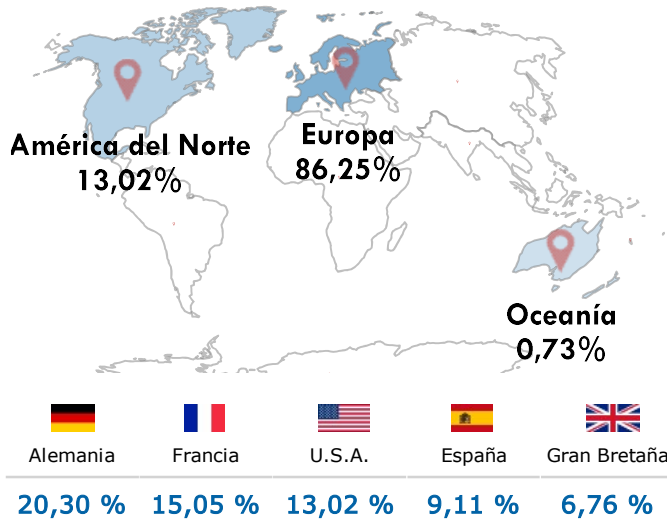 América del Norte
13,02%
Europa
86,25%
Oceanía
0,73%
Alemania Francia U.S.A. España Gran Bretaña
20,30 % 15,05 % 13,02 % 9,11 % 6,76 %